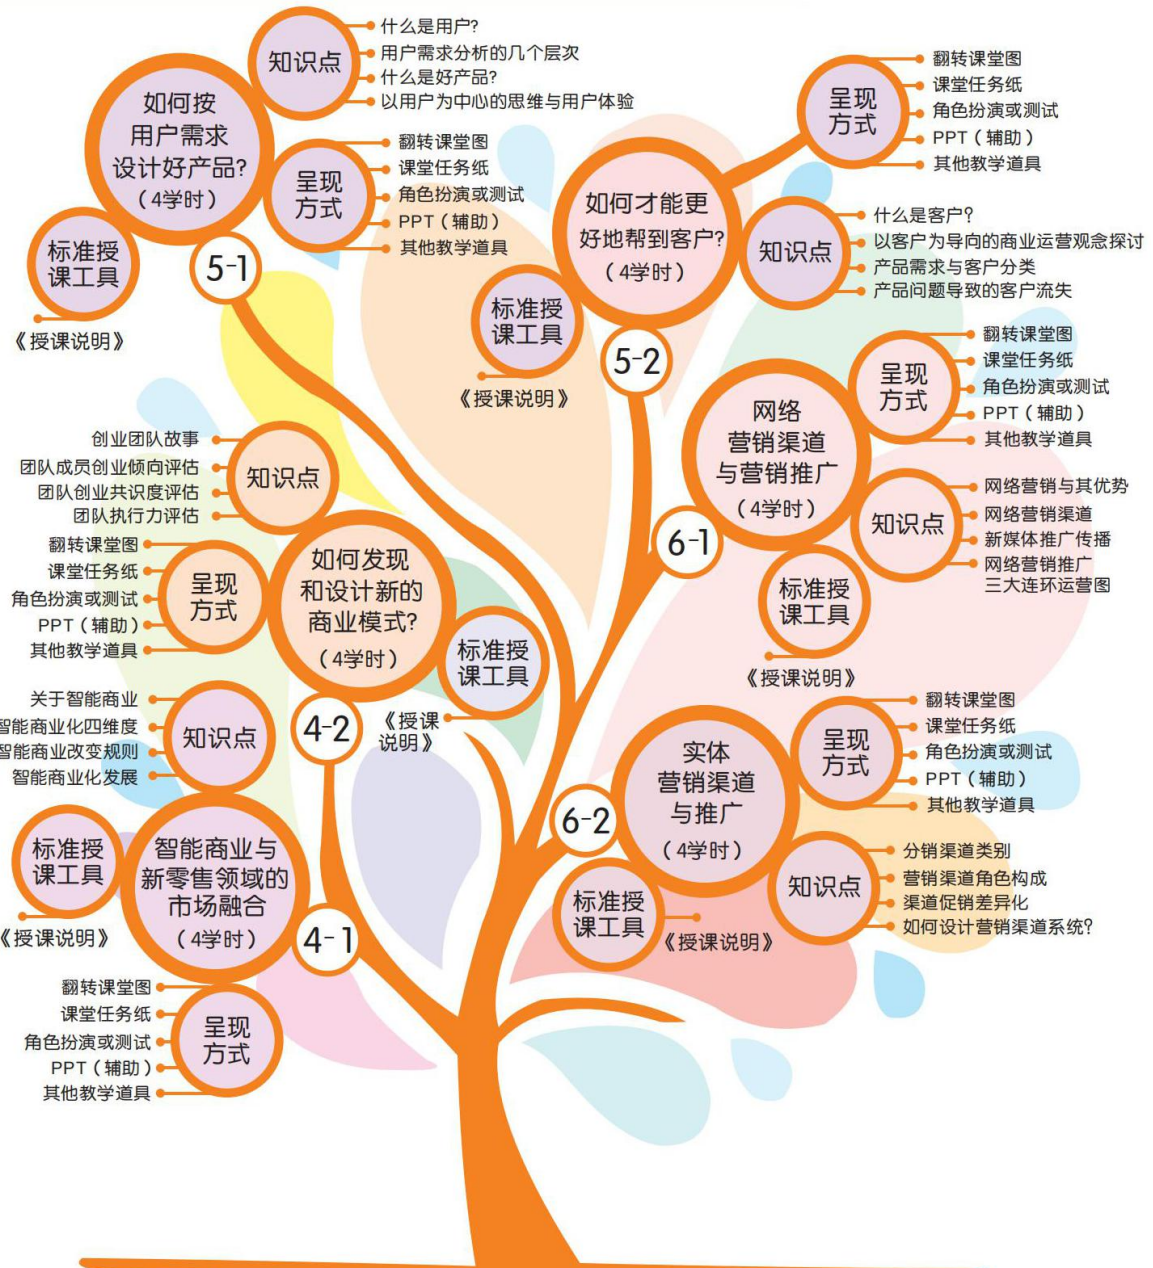 什么是用户?
用户需求分析的几个层次
什么是好产品?
以用户为中心的思维与用户体验
知识点
如何按
用户需求
设计好产品?
(4学时)
呈现
方式
翻转课堂图
课堂任务纸
角色扮演或测试
PPT(辅助)
其他教学道具
标准授
课工具
《授课说明》
5-1
如何才能更
好地帮到客户?
(4学时)
呈现
方式
翻转课堂图
课堂任务纸
角色扮演或测试
PPT(辅助)
其他教学道具
知识点
什么是客户?
以客户为导向的商业运营观念探讨
产品需求与客户分类
产品问题导致的客户流失
标准授
课工具
《授课说明》
5-2
网络
营销渠道
与营销推广
(4学时)
呈现
方式
翻转课堂图
课堂任务纸
角色扮演或测试
PPT(辅助)
其他教学道具
知识点
网络营销与其优势
网络营销渠道
新媒体推广传播
网络营销推广
三大连环运营图
标准授
课工具
《授课说明》
6-1
创业团队故事
团队成员创业倾向评估
团队创业共识度评估
团队执行力评估
知识点
如何发现
和设计新的
商业模式?
(4学时)
翻转课堂图
课堂任务纸
角色扮演或测试
PPT(辅助)
其他教学道具
呈现
方式
标准授
课工具
《授课
说明》
4-2
实体
营销渠道
与推广
(4学时)
呈现
方式
翻转课堂图
课堂任务纸
角色扮演或测试
PPT(辅助)
其他教学道具
知识点
分销渠道类别
营销渠道角色构成
渠道促销差异化
如何设计营销渠道系统?
标准授
课工具
《授课说明》
6-2
关于智能商业
智能商业化四维度
智能商业改变规则
智能商业化发展
知识点
智能商业与
新零售领域的
市场融合
(4学时)
标准授
课工具
《授课说明》
4-1
翻转课堂图
课堂任务纸
角色扮演或测试
PPT(辅助)
其他教学道具
呈现
方式